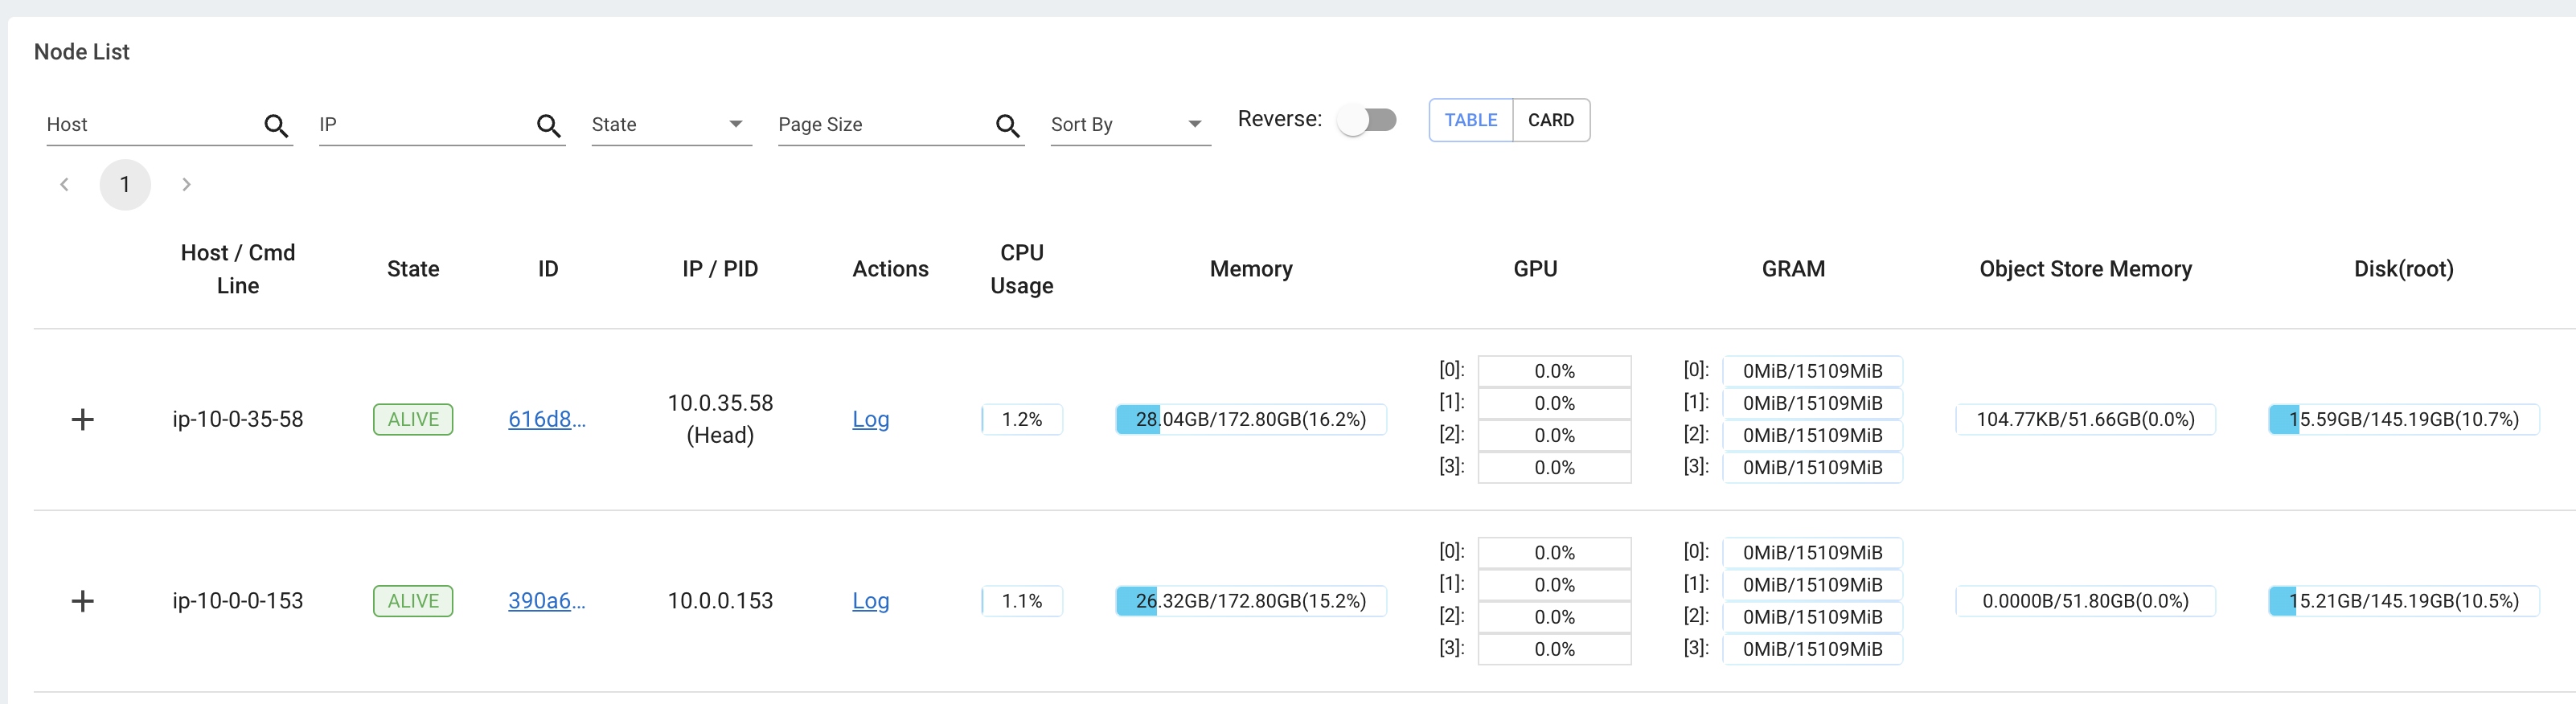 Node List
Host
IP
State
Page Size
Sort By
Reverse:
TABLE
CARD
1
Host / Cmd
Line
State
ID
IP / PID
Actions
CPU
Usage
Memory
GPU
GRAM
Object Store Memory
Disk(root)
ip-10-0-35-58
ALIVE
616d8...
10.0.35.58
(Head)
Log
1.2%
28.04GB/172.80GB(16.2%)
[0]: 0.0%
[1]: 0.0%
[2]: 0.0%
[3]: 0.0%
[0]: 0MiB/15109MiB
[1]: 0MiB/15109MiB
[2]: 0MiB/15109MiB
[3]: 0MiB/15109MiB
104.77KB/51.66GB(0.0%)
15.59GB/145.19GB(10.7%)
ip-10-0-0-153
ALIVE
390a6...
10.0.0.153
Log
1.1%
26.32GB/172.80GB(15.2%)
[0]: 0.0%
[1]: 0.0%
[2]: 0.0%
[3]: 0.0%
[0]: 0MiB/15109MiB
[1]: 0MiB/15109MiB
[2]: 0MiB/15109MiB
[3]: 0MiB/15109MiB
0.0000B/51.80GB(0.0%)
15.21GB/145.19GB(10.5%)